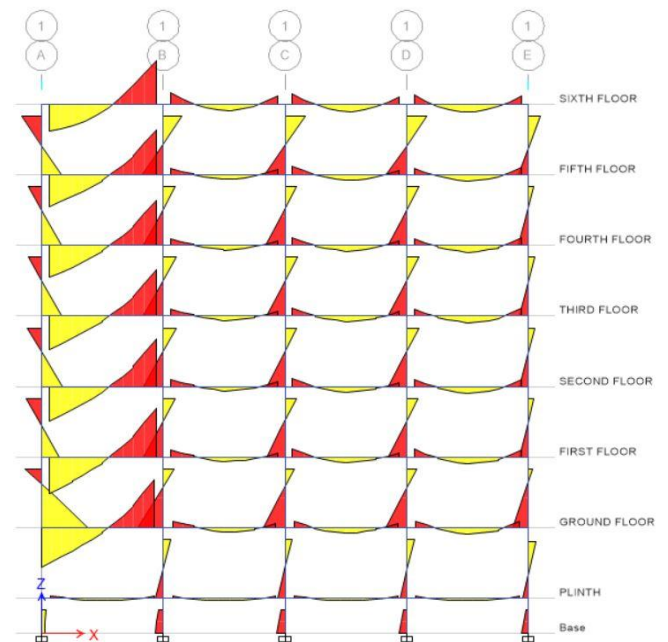 1 1 1 1 1
A B C D E
SIXTH FLOOR
FIFTH FLOOR
FOURTH FLOOR
THIRD FLOOR
SECOND FLOOR
FIRST FLOOR
GROUND FLOOR
Z
PLINTH
X
Base